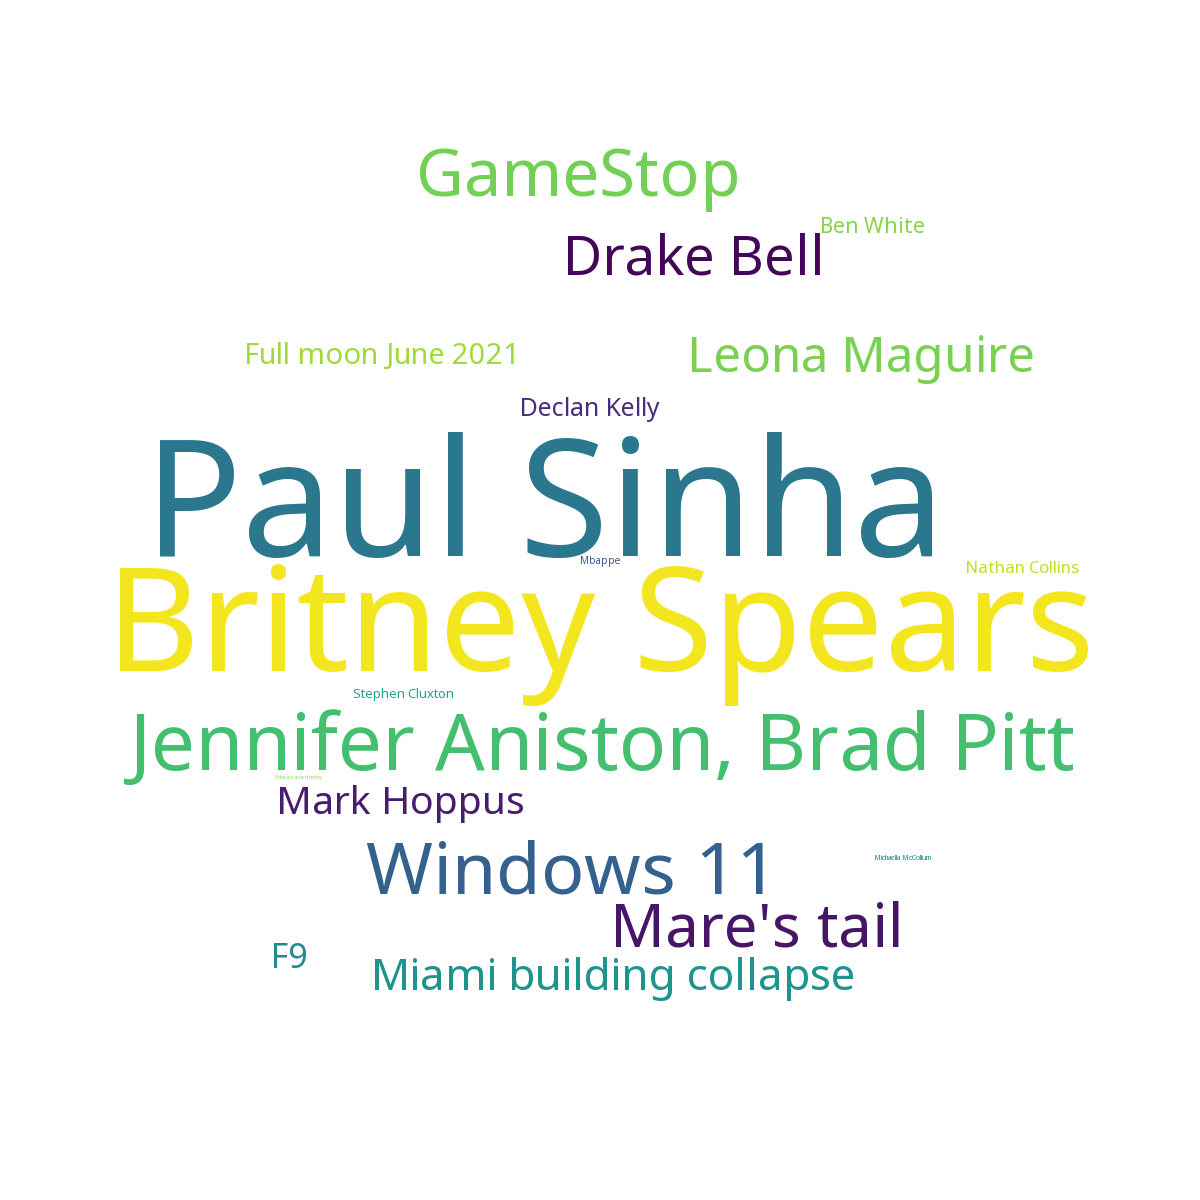 GameStop
Ben White
Drake Bell
Full moon June 2021
Leona Maguire
Declan Kelly
Paul Sinha
Mbappe
Nathan Collins
Britney Spears
Stephen Cluxton
Jennifer Aniston, Brad Pitt
Critical race theory
Mark Hoppus
Windows 11
Michaella McCollum
Mare's tail
F9
Miami building collapse